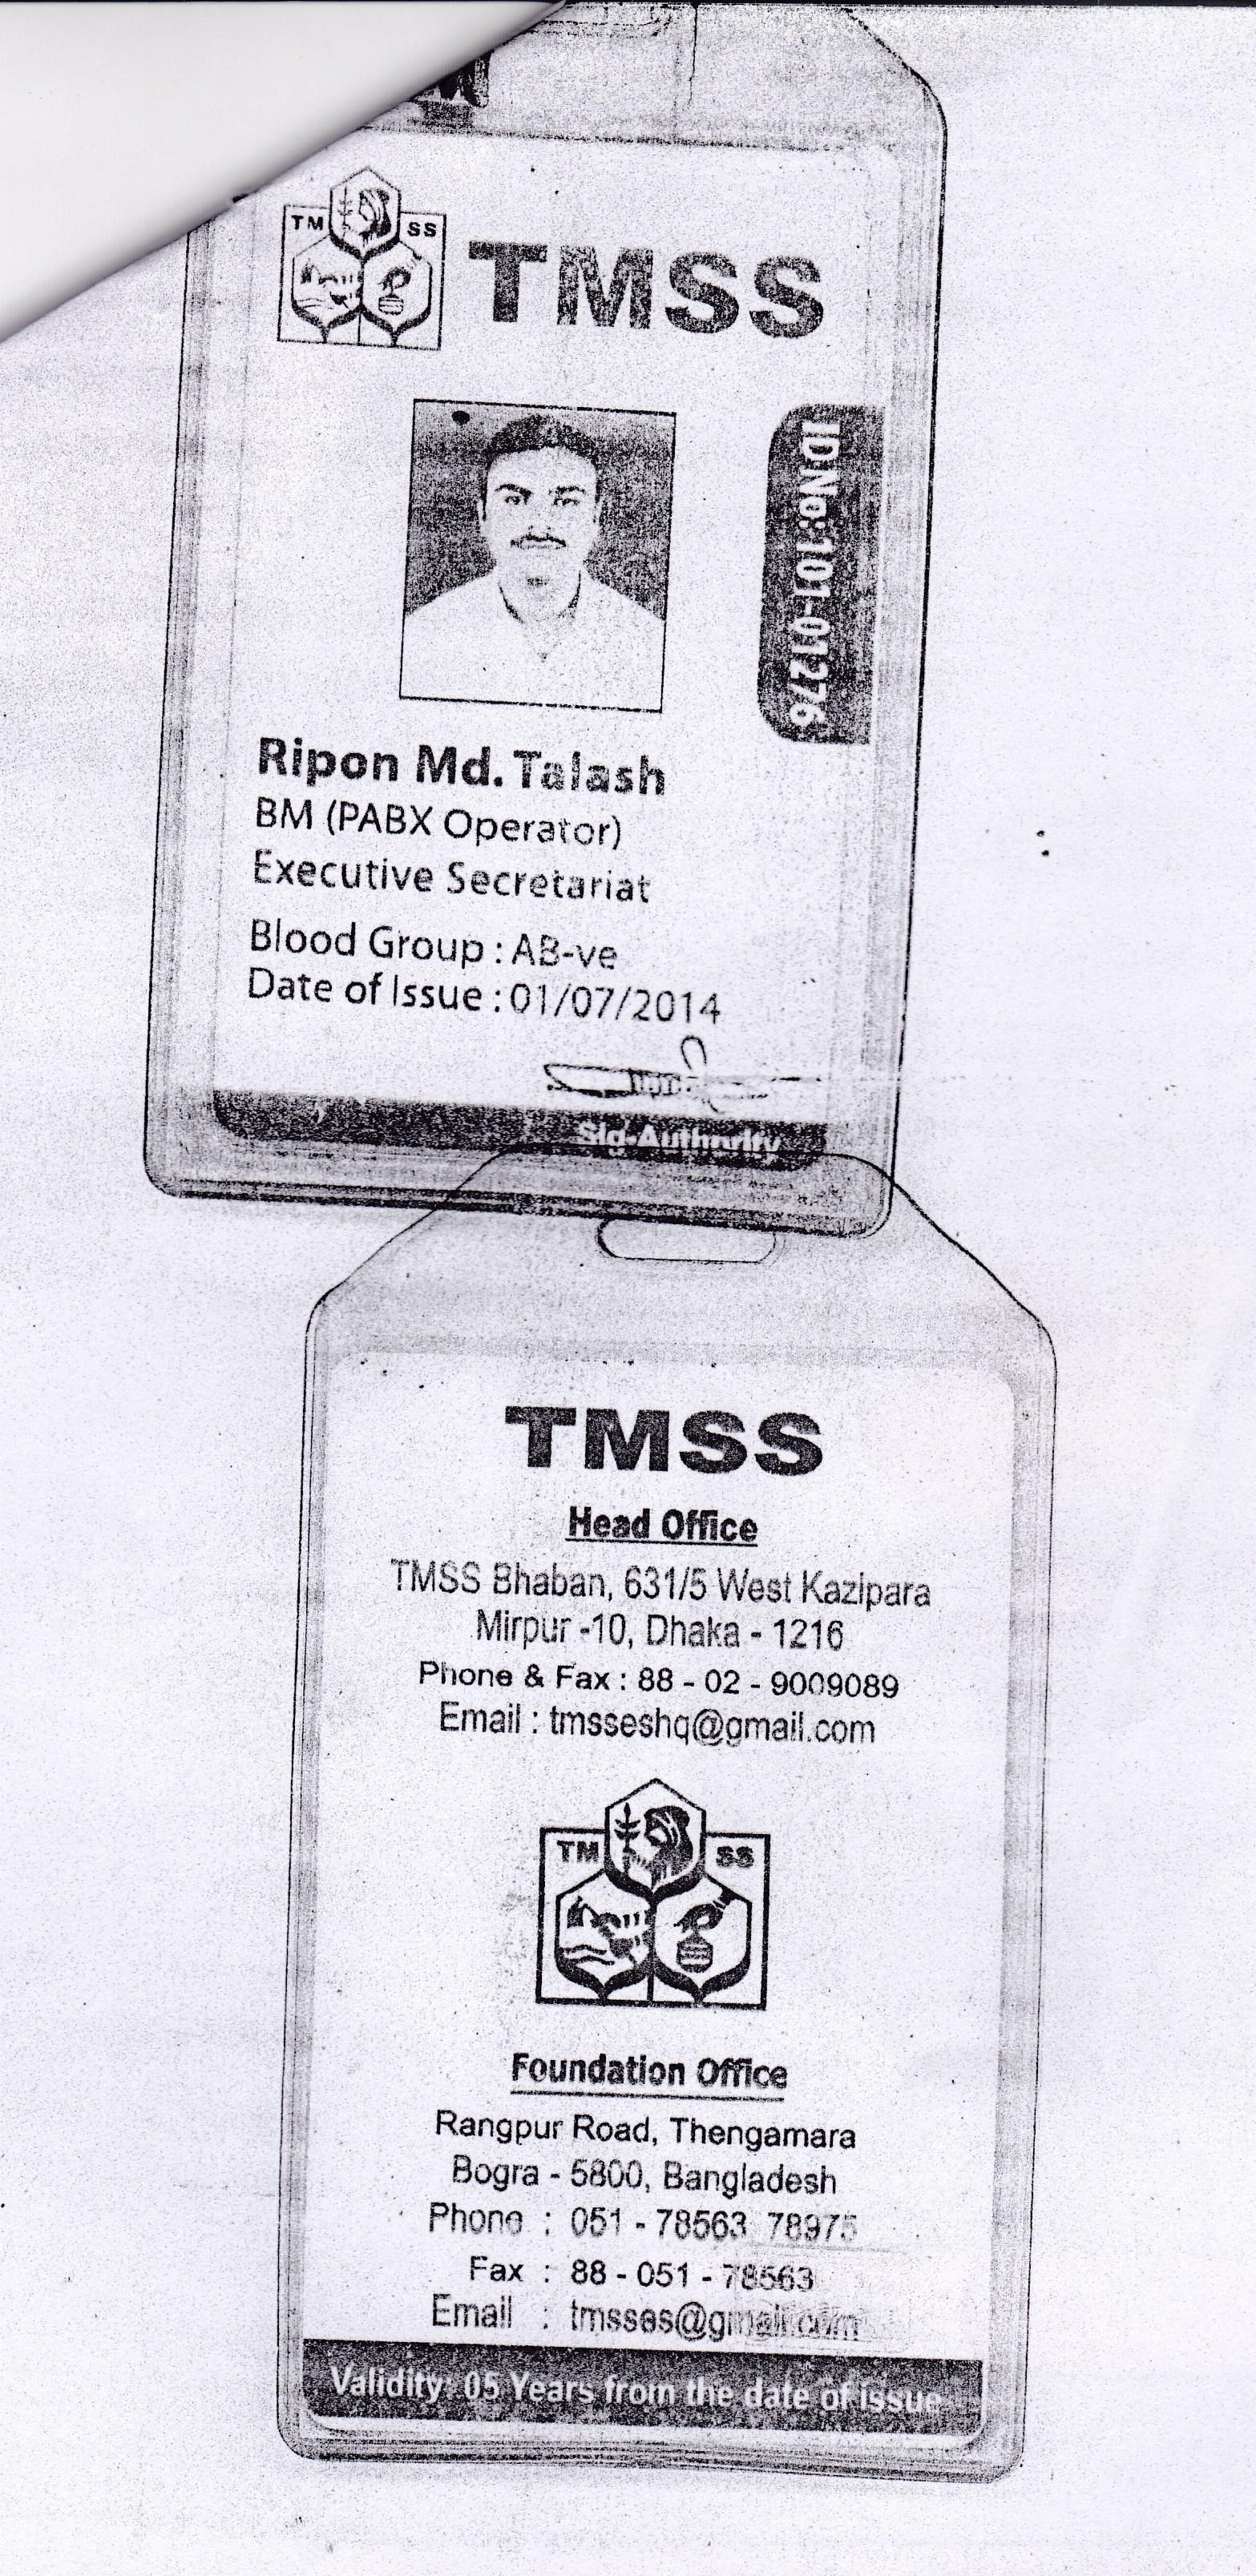 TM SS
TMSS
ID No: 101-01276
Ripon Md. Talash
BM (PABX Operator)
Executive Secretariat
Blood Group : AB-ve
Date of Issue : 01/07/2014
Sig-Authority
TMSS
Head Office
TMSS Bhaban, 631/5 West Kazipara
Mirpur -10, Dhaka - 1216
Phone & Fax : 88 - 02 - 9009089
Email : tmsseshq@gmail.com
TM SS
Foundation Office
Rangpur Road, Thengamara
Bogra - 5800, Bangladesh
Phone : 051 - 78563 78975
Fax : 88 - 051 - 78563
Email : tmsses@gmail.com
Validity: 05 Years from the date of issue